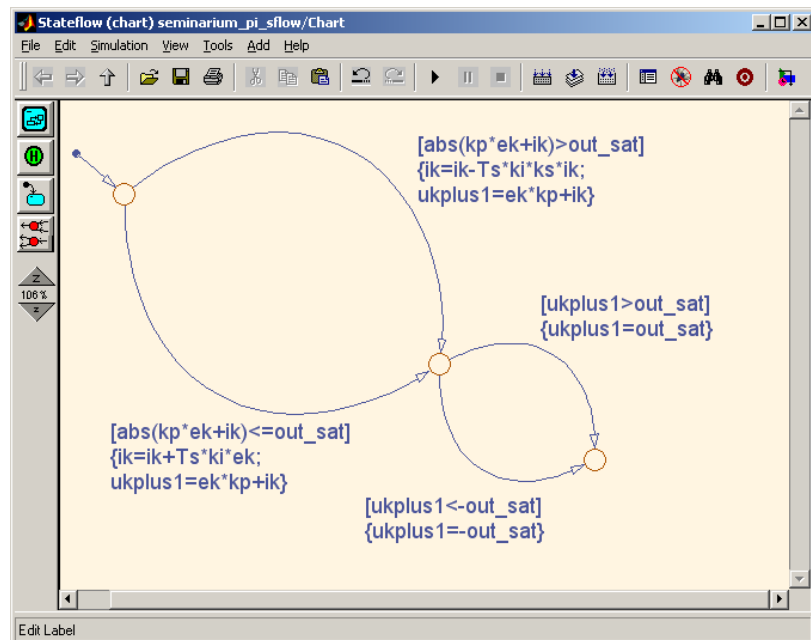 Stateflow (chart) seminarium_pi_sflow/Chart
File Edit Simulation View Tools Add Help
[abs(kp*ek+ik)>out_sat]
{ik=ik-Ts*ki*ks*ik;
ukplus1=ek*kp+ik}
H
Z
106%
z
[ukplus1>out_sat]
{ukplus1=out_sat}
[abs(kp*ek+ik)<=out_sat]
{ik=ik+Ts*ki*ek;
ukplus1=ek*kp+ik}
[ukplus1<-out_sat]
{ukplus1=-out_sat}
Edit Label